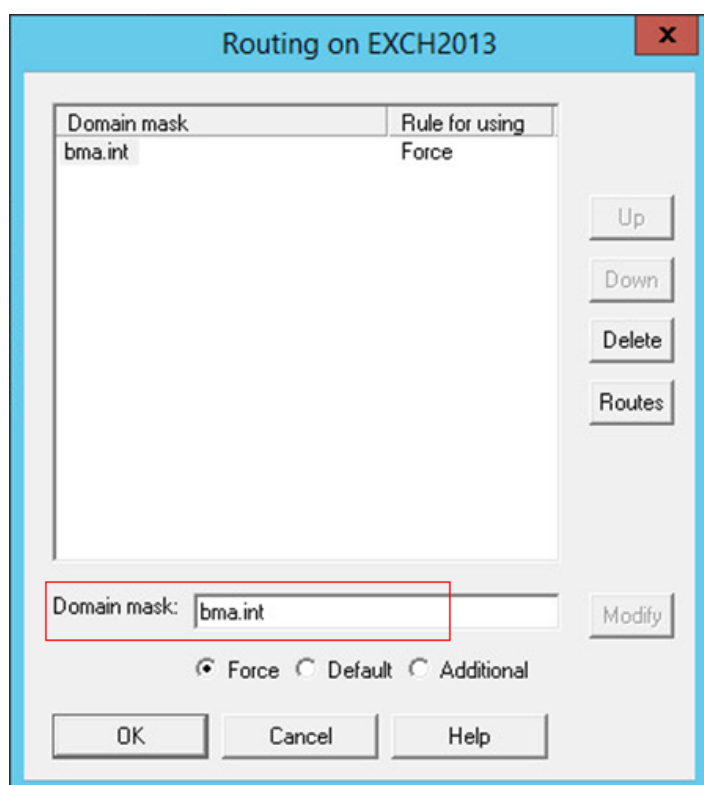 Routing on EXCH2013
x
Domain mask Rule for using
bma.int Force
Up
Down
Delete
Routes
Domain mask: bma.int Modify
Force Default Additional
OK Cancel Help